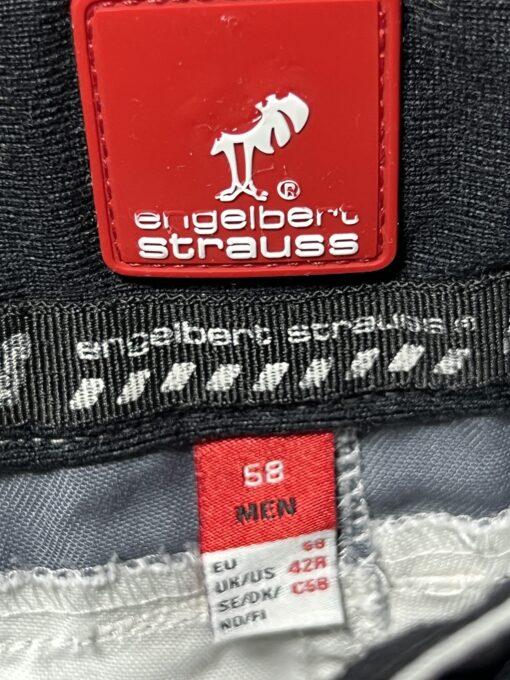 ®
engelbert
strauss
engelbert strauss ®
58
MEN
EU 58
UK/US 42R
SE/DK/ C58
NO/FI